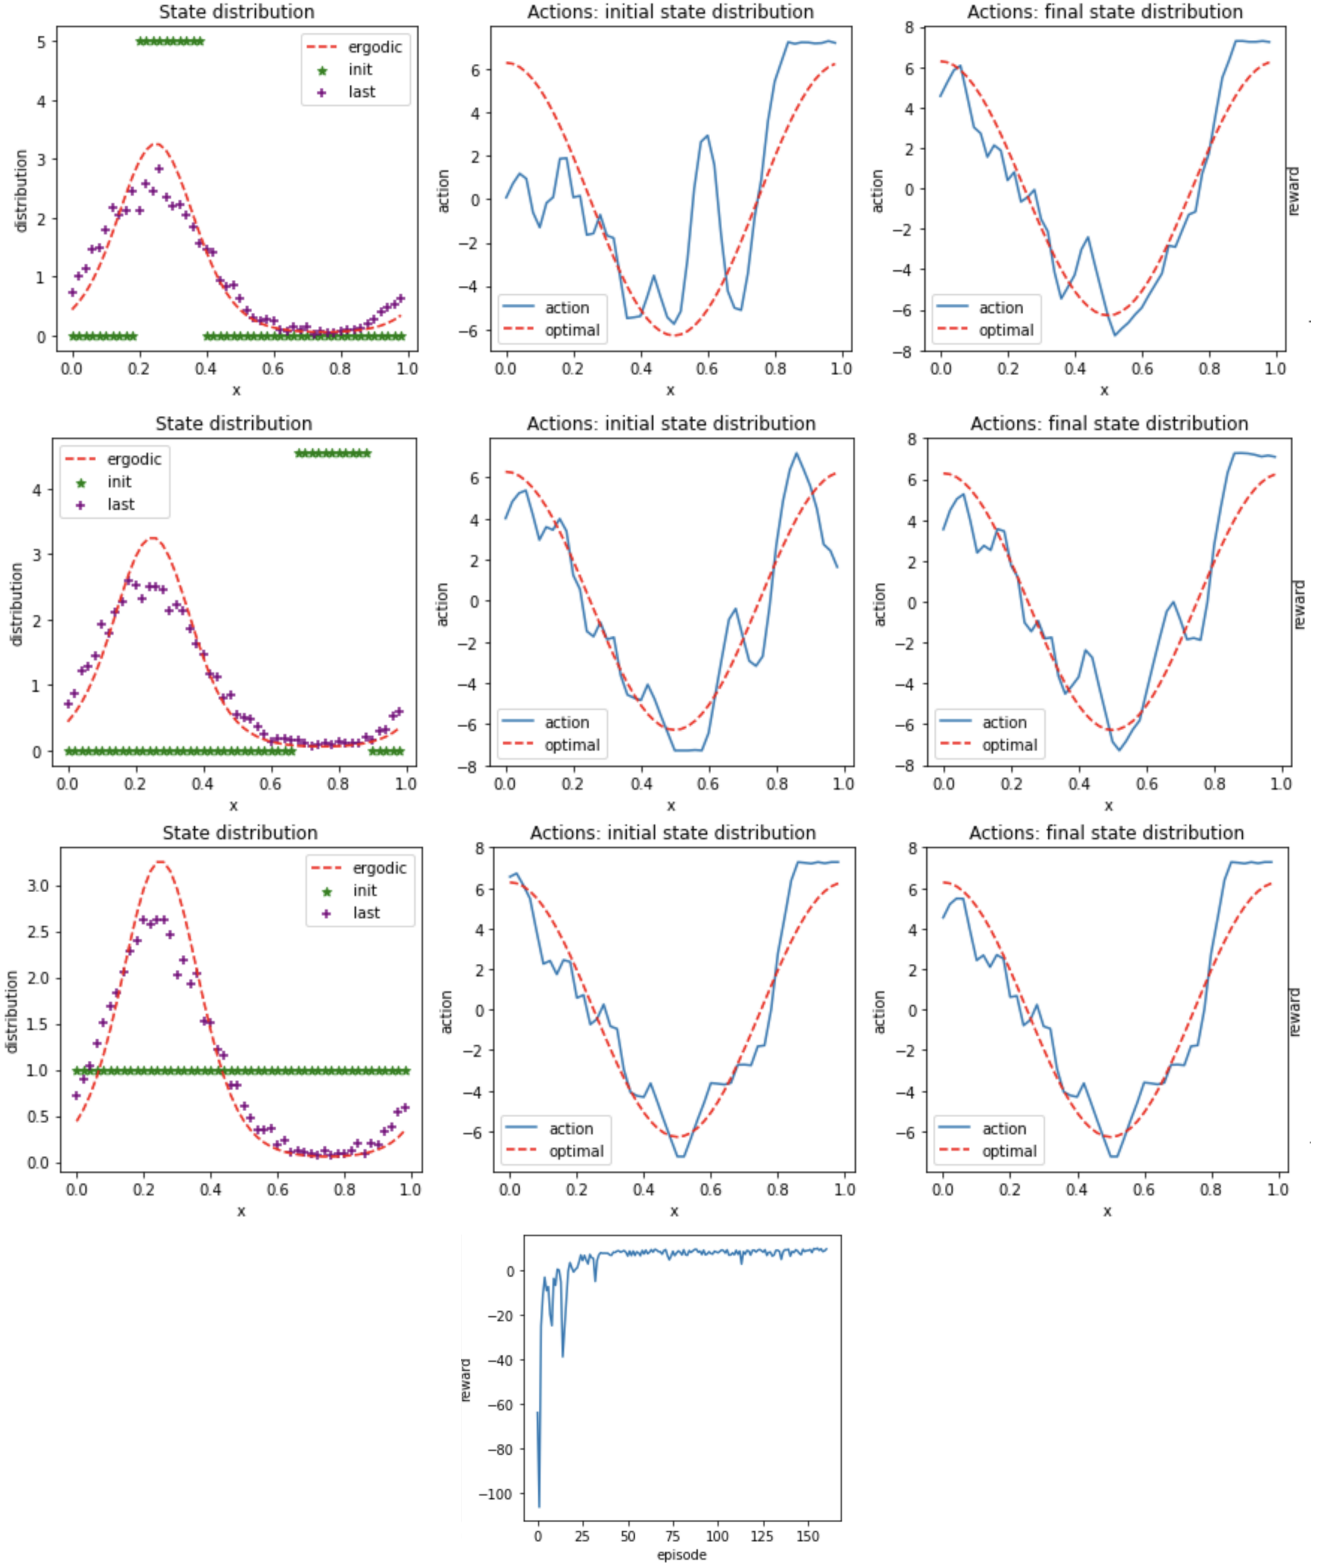 State distribution
Actions: initial state distribution
Actions: final state distribution
5
4
3
2
1
0
distribution
ergodic
init
last
0.0 0.2 0.4 0.6 0.8 1.0
x
6
4
2
0
−2
−4
−6
action
action
optimal
0.0 0.2 0.4 0.6 0.8 1.0
x
8
6
4
2
0
−2
−4
−6
−8
action
action
optimal
0.0 0.2 0.4 0.6 0.8 1.0
x
reward
State distribution
Actions: initial state distribution
Actions: final state distribution
4
3
2
1
0
distribution
ergodic
init
last
0.0 0.2 0.4 0.6 0.8 1.0
x
6
4
2
0
−2
−4
−6
−8
action
action
optimal
0.0 0.2 0.4 0.6 0.8 1.0
x
8
6
4
2
0
−2
−4
−6
−8
action
action
optimal
0.0 0.2 0.4 0.6 0.8 1.0
x
reward
State distribution
Actions: initial state distribution
Actions: final state distribution
3.0
2.5
2.0
1.5
1.0
0.5
0.0
distribution
ergodic
init
last
0.0 0.2 0.4 0.6 0.8 1.0
x
8
6
4
2
0
−2
−4
−6
action
action
optimal
0.0 0.2 0.4 0.6 0.8 1.0
x
8
6
4
2
0
−2
−4
−6
action
action
optimal
0.0 0.2 0.4 0.6 0.8 1.0
x
reward
0
−20
−40
−60
−80
−100
reward
0 25 50 75 100 125 150
episode